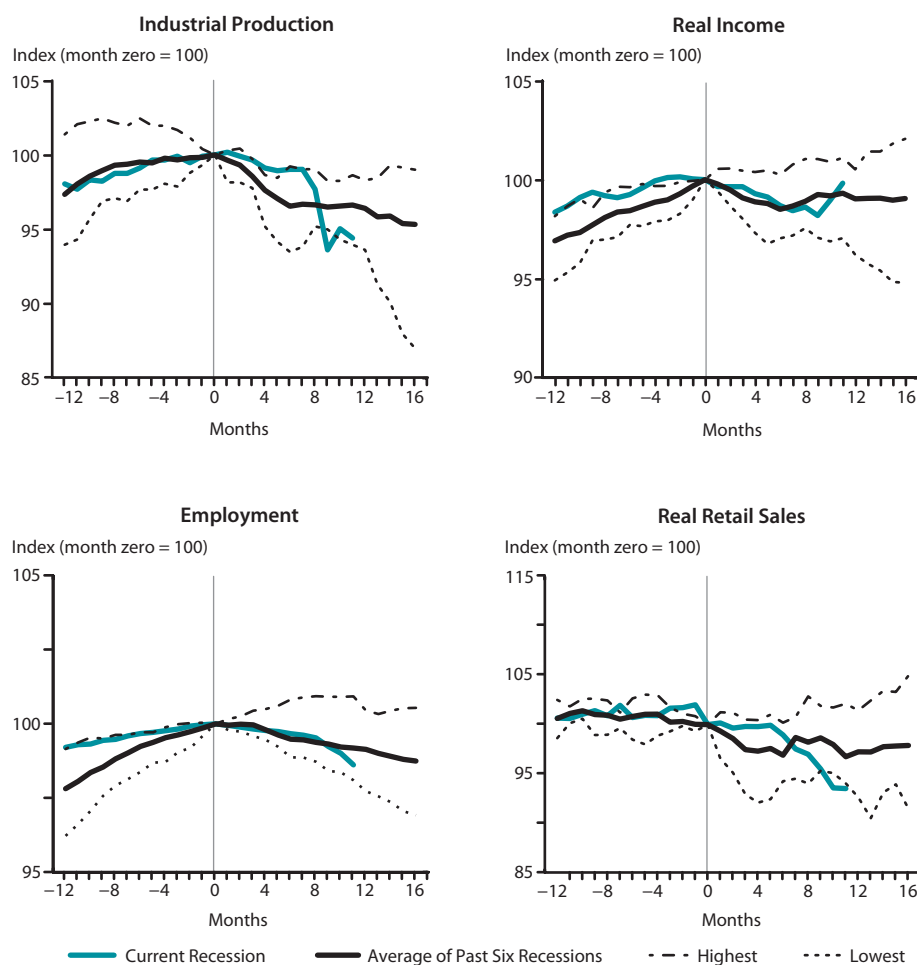 Industrial Production
Index (month zero = 100)
105
100
95
90
85
−12 −8 −4 0 4 8 12 16
Months
Real Income
Index (month zero = 100)
105
100
95
90
−12 −8 −4 0 4 8 12 16
Months
Employment
Index (month zero = 100)
105
100
95
−12 −8 −4 0 4 8 12 16
Months
Real Retail Sales
Index (month zero = 100)
115
105
95
85
−12 −8 −4 0 4 8 12 16
Months
Current Recession Average of Past Six Recessions Highest Lowest